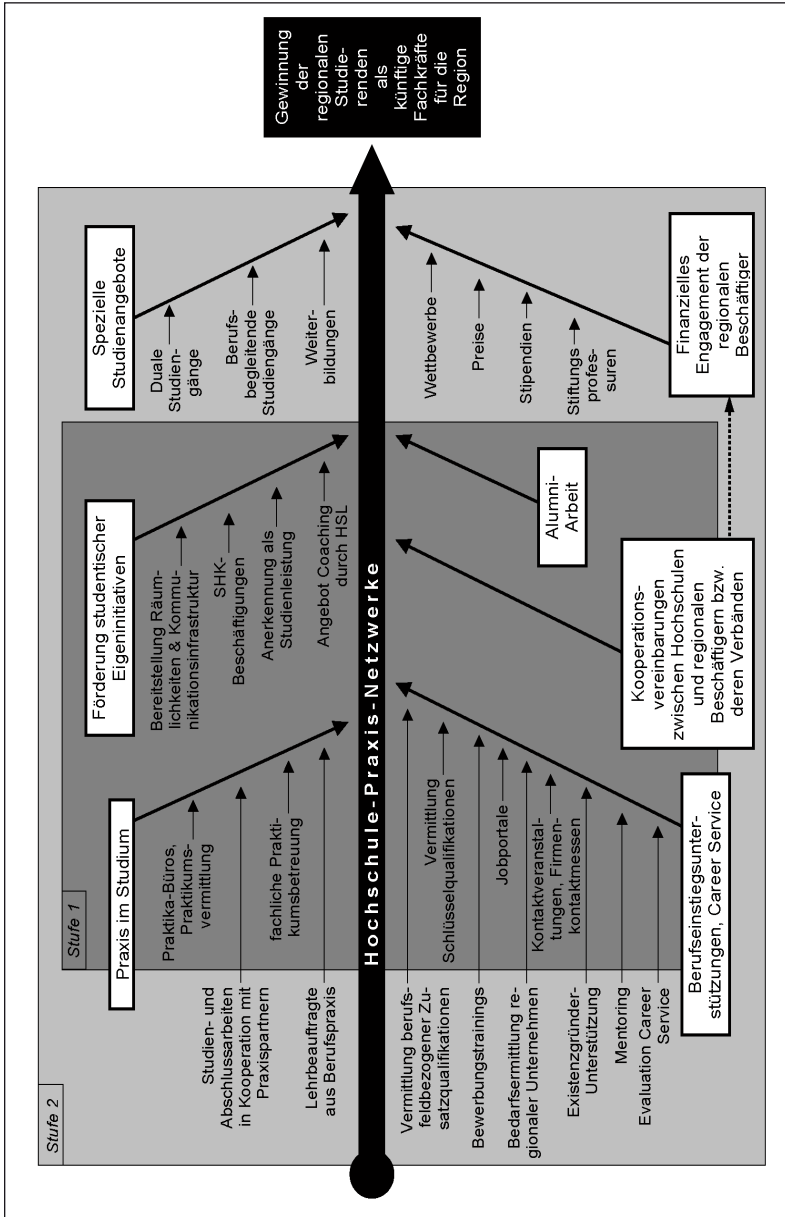 Gewinnung
der
regionalen
Studie-
renden
als
künftige
Fachkräfte
für die
Region
Stufe 2
Stufe 1
Praxis im Studium
Praktika-Büros,
Praktikums-
vermittlung
Studien- und
Abschlussarbeiten
in Kooperation mit
Praxispartnern
fachliche Prakti-
kumsbetreuung
Lehrbeauftragte
aus Berufspraxis
Förderung studentischer
Eigeninitiativen
Bereitstellung Räum-
lichkeiten & Kommu-
nikationsinfrastruktur
SHK-
Beschäftigungen
Anerkennung als
Studienleistung
Angebot Coaching
durch HSL
Spezielle
Studienangebote
Duale
Studien-
gänge
Berufs-
begleitende
Studiengänge
Weiter-
bildungen
Hochschule-Praxis-Netzwerke
Vermittlung berufs-
feldbezogener Zu-
satzqualifikationen
Vermittlung
Schlüsselqualifikationen
Bewerbungstrainings
Jobportale
Bedarfsermittlung re-
gionaler Unternehmen
Kontaktveranstal-
tungen, Firmen-
kontaktmessen
Existenzgründer-
Unterstützung
Mentoring
Evaluation Career
Service
Berufseinstiegsunter-
stützungen, Career Service
Kooperations-
vereinbarungen
zwischen Hochschulen
und regionalen
Beschäftigern bzw.
deren Verbänden
Alumni-
Arbeit
Wettbewerbe
Preise
Stipendien
Stiftungs-
profes-
suren
Finanzielles
Engagement der
regionalen
Beschäftiger